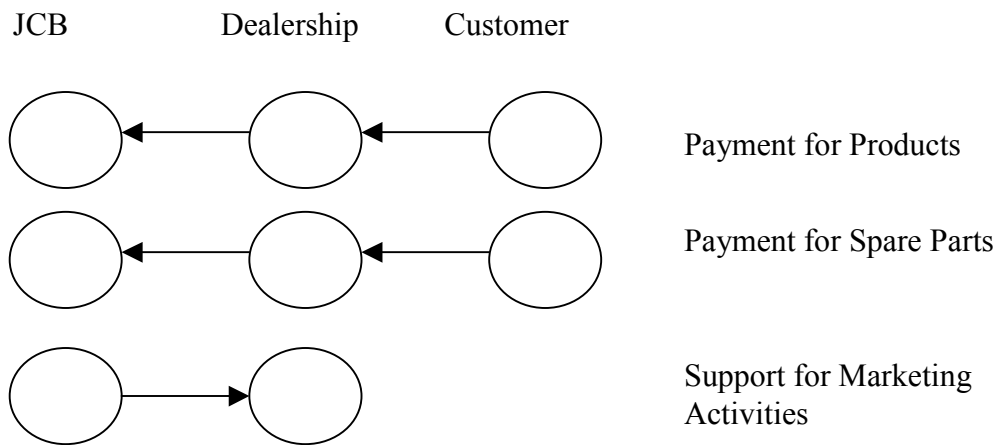 JCB Dealership Customer
Payment for Products
Payment for Spare Parts
Support for Marketing
Activities